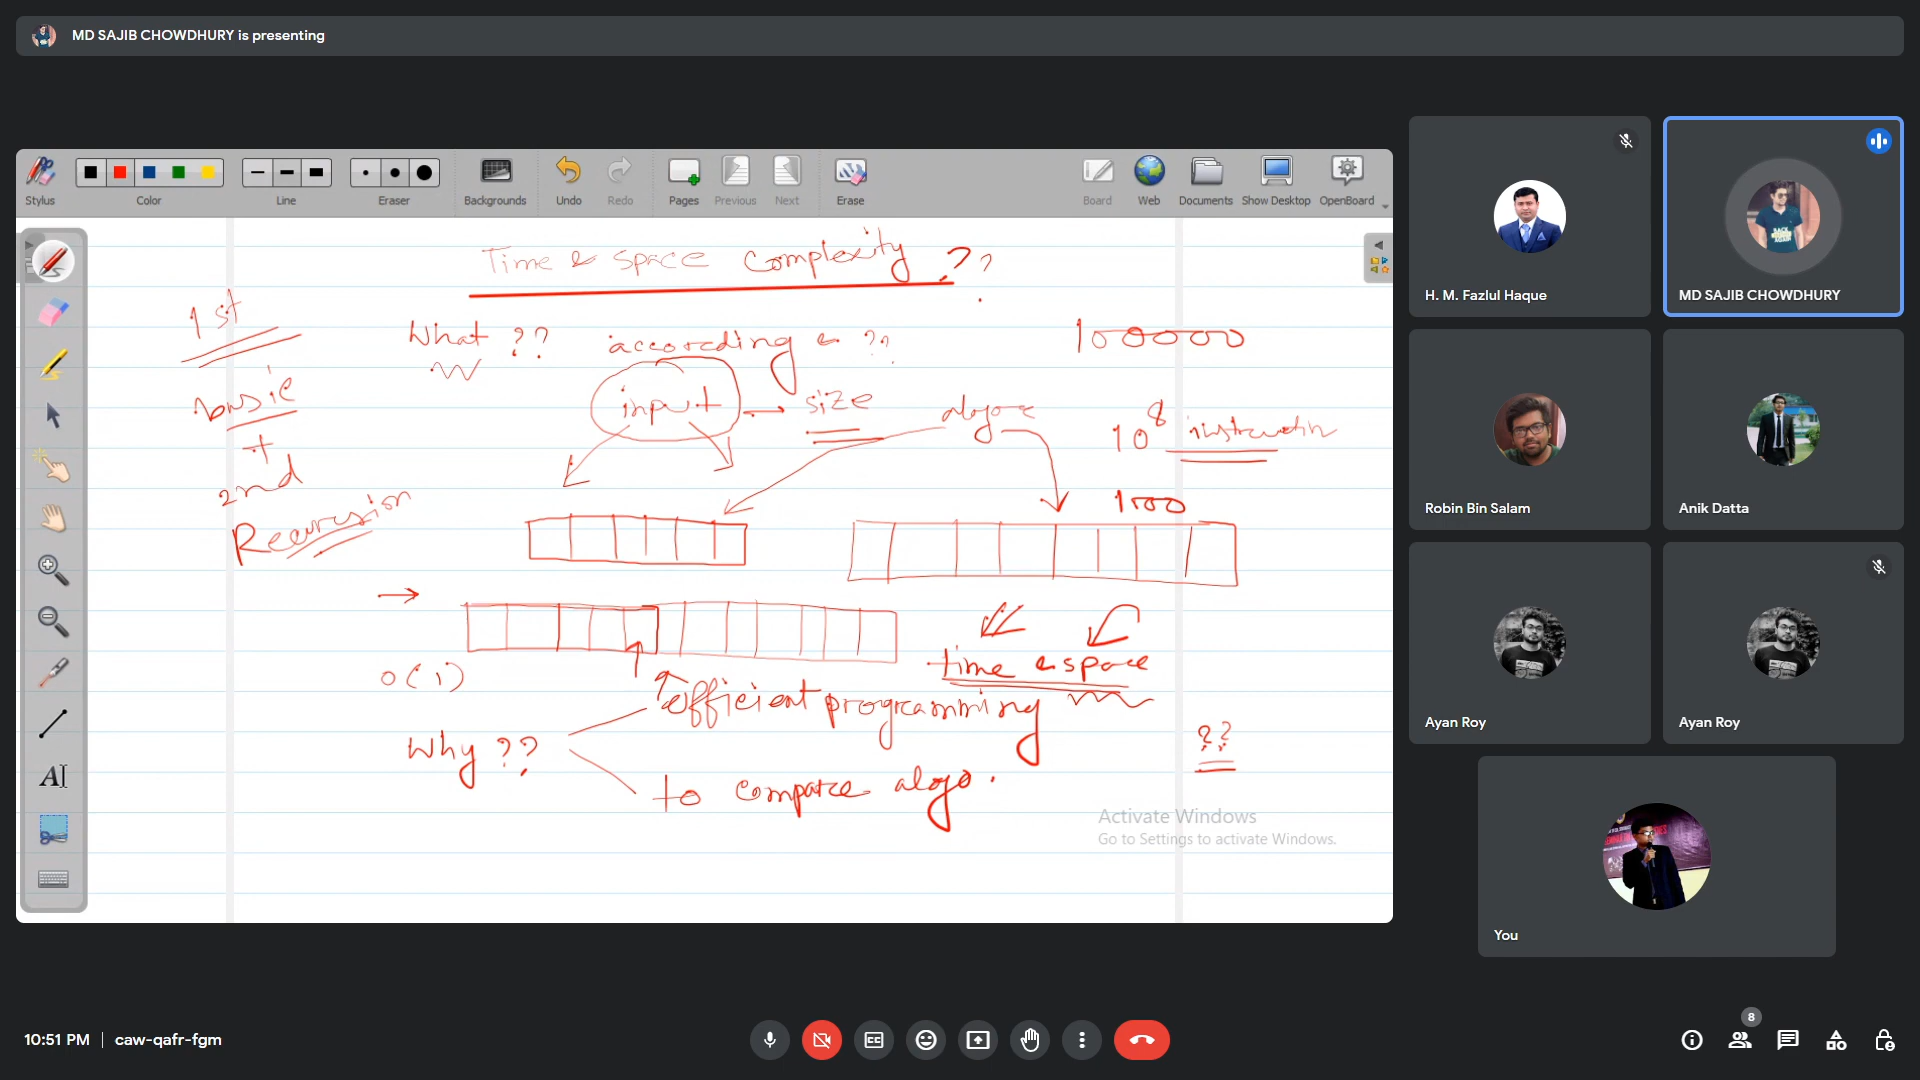 MD SAJIB CHOWDHURY is presenting
Stylus Color Line Eraser Backgrounds Undo Redo Pages Previous Next Erase Board Web Documents Show Desktop OpenBoard
Time & Space Complexity ??
1st
What ?? according ??
100000
input → size algo
10^8 instruction
basic
+
2nd
Recursion
1000
→
O(1)
time & space
efficient programming
Why ??
??
to compare algo.
Activate Windows
Go to Settings to activate Windows.
AI
H. M. Fazlul Haque
MD SAJIB CHOWDHURY
BACK
Robin Bin Salam
Anik Datta
Ayan Roy
Ayan Roy
You
10:51 PM | caw-qafr-fgm
CC
8